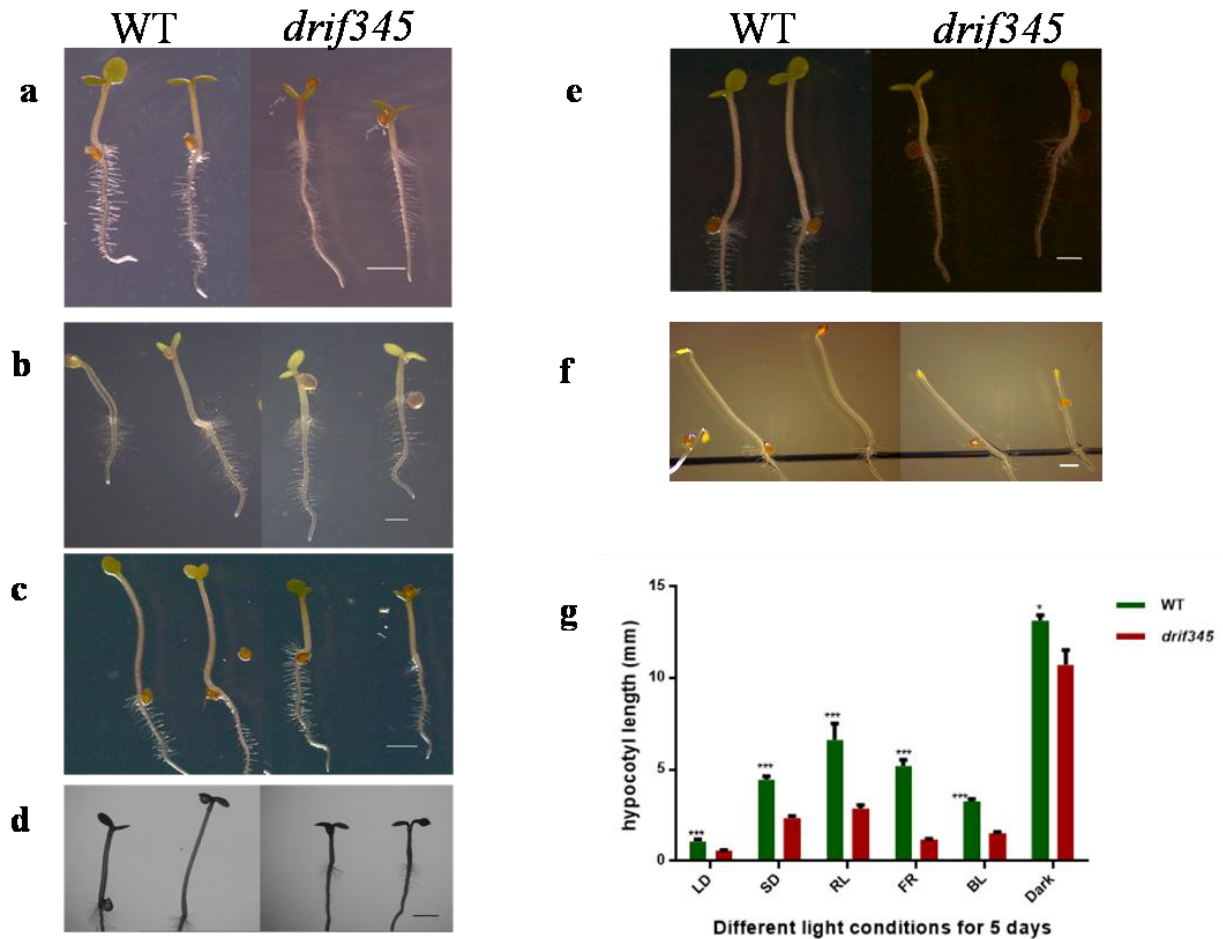 WT drif345
a
b
c
d
WT drif345
e
f
g
15
10
5
0
hypocotyl length (mm)
*** *** *** *** *** *
LD SD RL FR BL Dark
Different light conditions for 5 days
WT
drif345